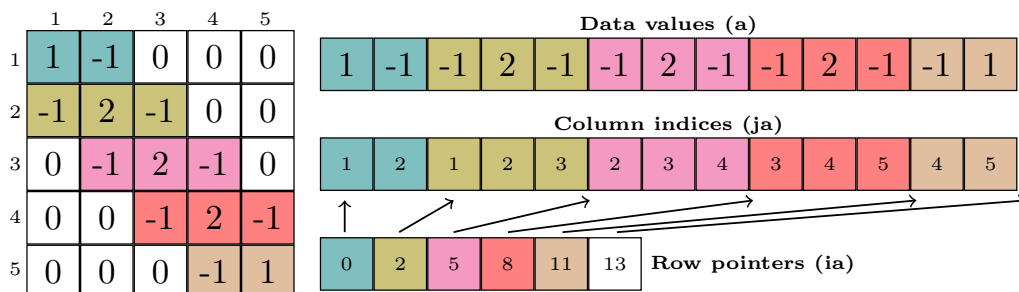 1 2 3 4 5
1 1 -1 0 0 0
2 -1 2 -1 0 0
3 0 -1 2 -1 0
4 0 0 -1 2 -1
5 0 0 0 -1 1
Data values (a)
1 -1 -1 2 -1 -1 2 -1 -1 2 -1 -1 1
Column indices (ja)
1 2 1 2 3 2 3 4 3 4 5 4 5
0 2 5 8 11 13 Row pointers (ia)